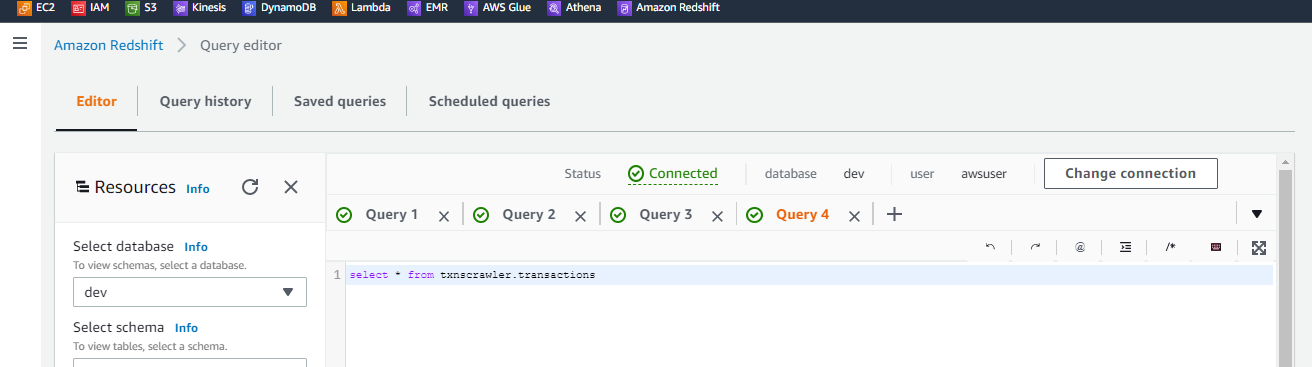 EC2 IAM S3 Kinesis DynamoDB Lambda EMR AWS Glue Athena Amazon Redshift
Amazon Redshift Query editor
Editor Query history Saved queries Scheduled queries
Resources Info
Status Connected database dev user awsuser Change connection
Query 1 Query 2 Query 3 Query 4
Select database Info
To view schemas, select a database.
dev
Select schema Info
To view tables, select a schema.
@ /*
1 select * from txnscrawler.transactions